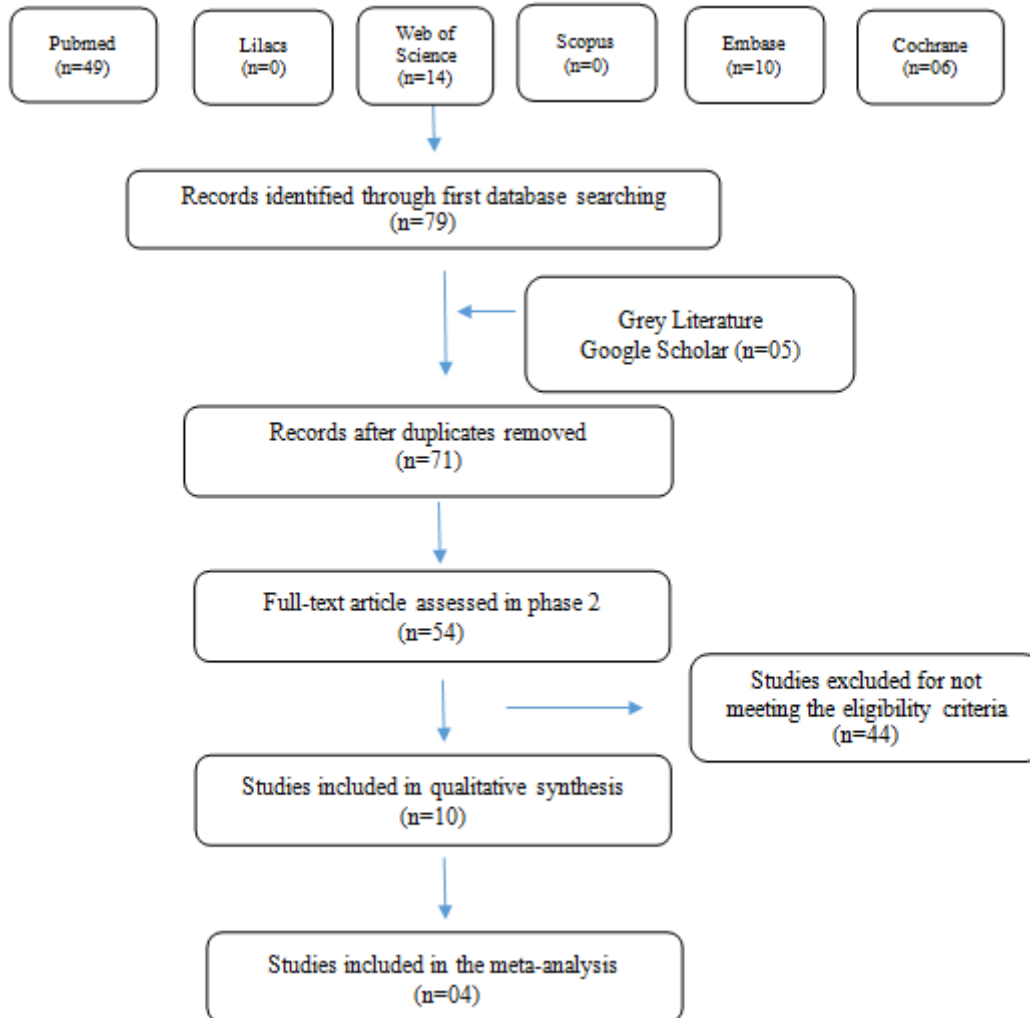 Pubmed
(n=49)
Lilacs
(n=0)
Web of
Science
(n=14)
Scopus
(n=0)
Embase
(n=10)
Cochrane
(n=06)
Records identified through first database searching
(n=79)
Grey Literature
Google Scholar (n=05)
Records after duplicates removed
(n=71)
Full-text article assessed in phase 2
(n=54)
Studies excluded for not
meeting the eligibility criteria
(n=44)
Studies included in qualitative synthesis
(n=10)
Studies included in the meta-analysis
(n=04)